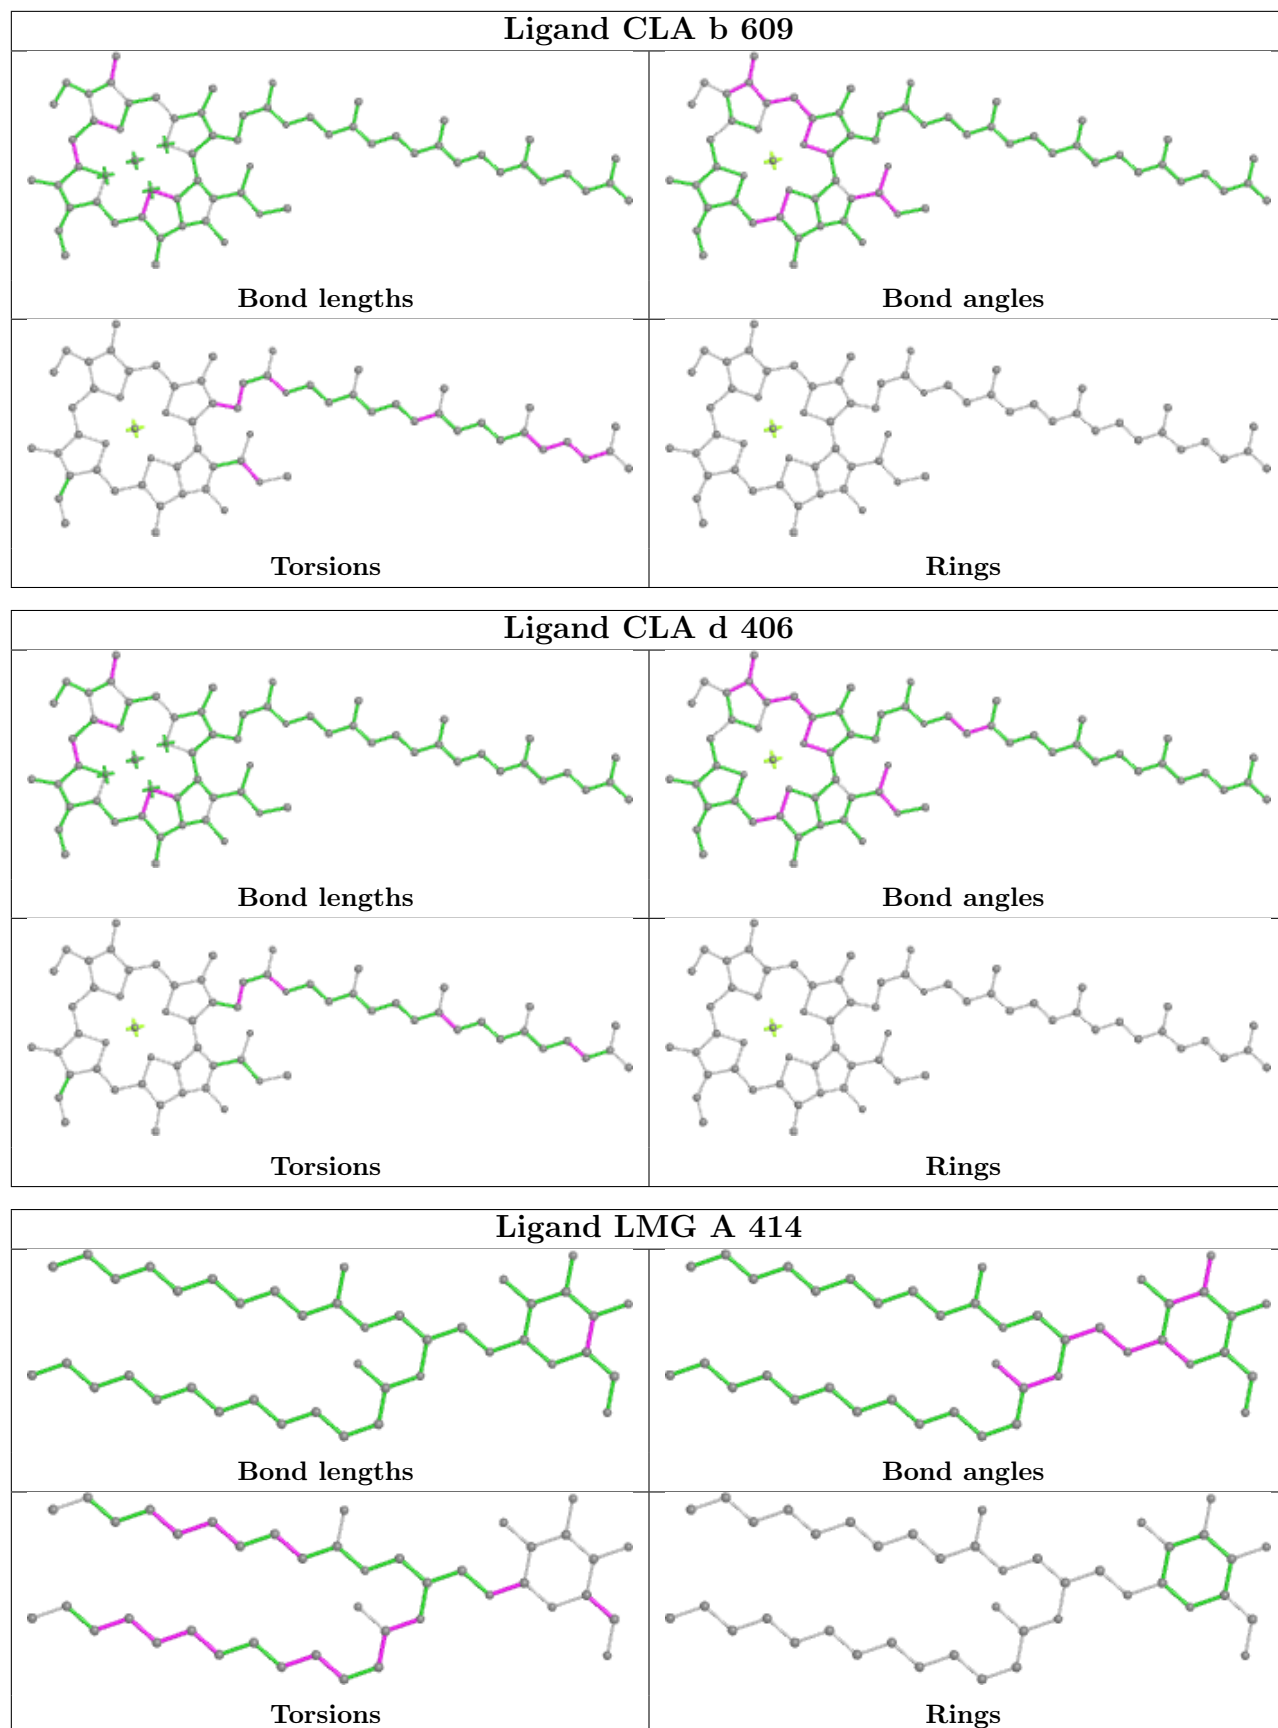 Ligand CLA b 609
Bond lengths
Bond angles
Torsions
Rings
Ligand CLA d 406
Bond lengths
Bond angles
Torsions
Rings
Ligand LMG A 414
Bond lengths
Bond angles
Torsions
Rings